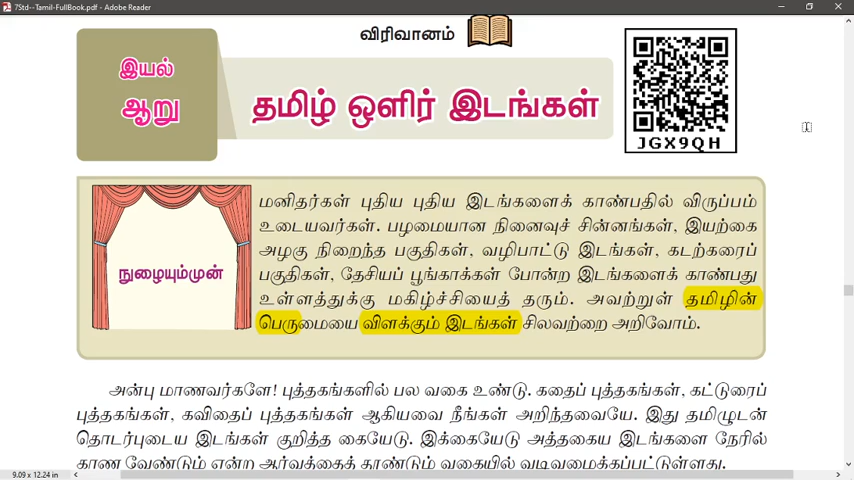 7Std--Tamil-FullBook.pdf - Adobe Reader
விரிவானம்
இயல்
ஆறு
தமிழ் ஒளிர் இடங்கள்
JGX9QH
மனிதர்கள் புதிய புதிய இடங்களைக் காண்பதில் விருப்பம்
உடையவர்கள். பழமையான நினைவுச் சின்னங்கள், இயற்கை
அழகு நிறைந்த பகுதிகள், வழிபாட்டு இடங்கள், கடற்கரைப்
பகுதிகள், தேசியப் பூங்காக்கள் போன்ற இடங்களைக் காண்பது
உள்ளத்துக்கு மகிழ்ச்சியைத் தரும். அவற்றுள் தமிழின்
பெருமையை விளக்கும் இடங்கள் சிலவற்றை அறிவோம்.
நுழையும்முன்
அன்பு மாணவர்களே! புத்தகங்களில் பல வகை உண்டு. கதைப் புத்தகங்கள், கட்டுரைப்
புத்தகங்கள், கவிதைப் புத்தகங்கள் ஆகியவை நீங்கள் அறிந்தவையே. இது தமிழுடன்
தொடர்புடைய இடங்கள் குறித்த கையேடு. இக்கையேடு அத்தகைய இடங்களை நேரில்
காண வேண்டும் என்ற ஆர்வத்தைத் தூண்டும் வகையில் வடிவமைக்கப்பட்டுள்ளது.
9.09 x 12.24 in